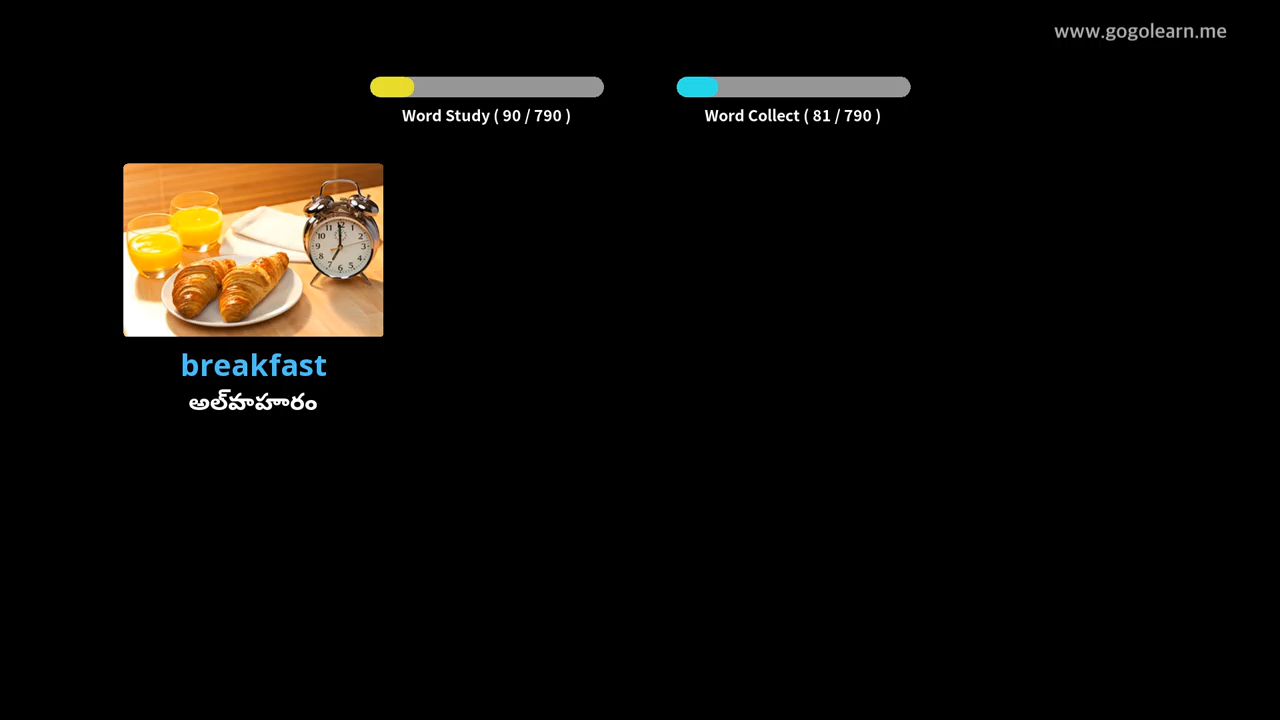 www.gogolearn.me
Word Study ( 90 / 790 )
Word Collect ( 81 / 790 )
breakfast
అల్‌పాహారం